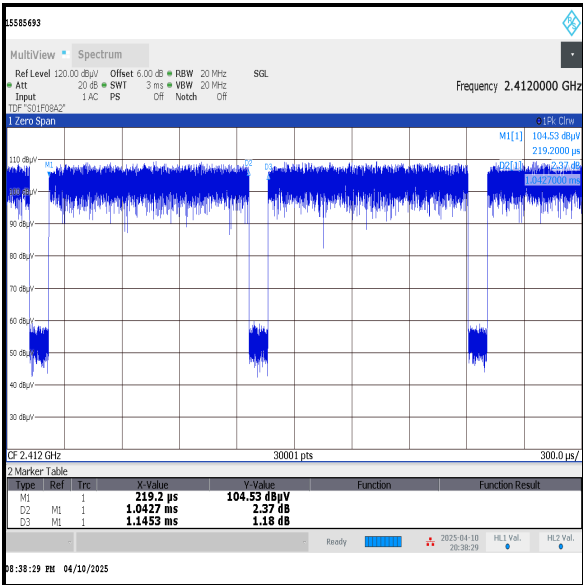 15585693
MultiView Spectrum
Ref Level 120.00 dBµV Offset 6.00 dB RBW 20 MHz SGL
Att 20 dB SWT 3 ms VBW 20 MHz Frequency 2.4120000 GHz
Input 1 AC PS Off Notch Off
TDF "S01F08A2"
1 Zero Span 1Pk Clrw
M1[1] 104.53 dBµV
219.2000 µs
D2[1] 2.37 dB
1.0427000 ms
M1 D2 D3
110 dBµV
100 dBµV
90 dBµV
80 dBµV
70 dBµV
60 dBµV
50 dBµV
40 dBµV
30 dBµV
CF 2.412 GHz 30001 pts 300.0 µs/
2 Marker Table
Type Ref Trc X-Value Y-Value Function Function Result
M1 1 219.2 µs 104.53 dBµV
D2 M1 1 1.0427 ms 2.37 dB
D3 M1 1 1.1453 ms 1.18 dB
Ready 2025-04-10 HL1 Val. HL2 Val.
20:38:29
08:38:29 PM 04/10/2025